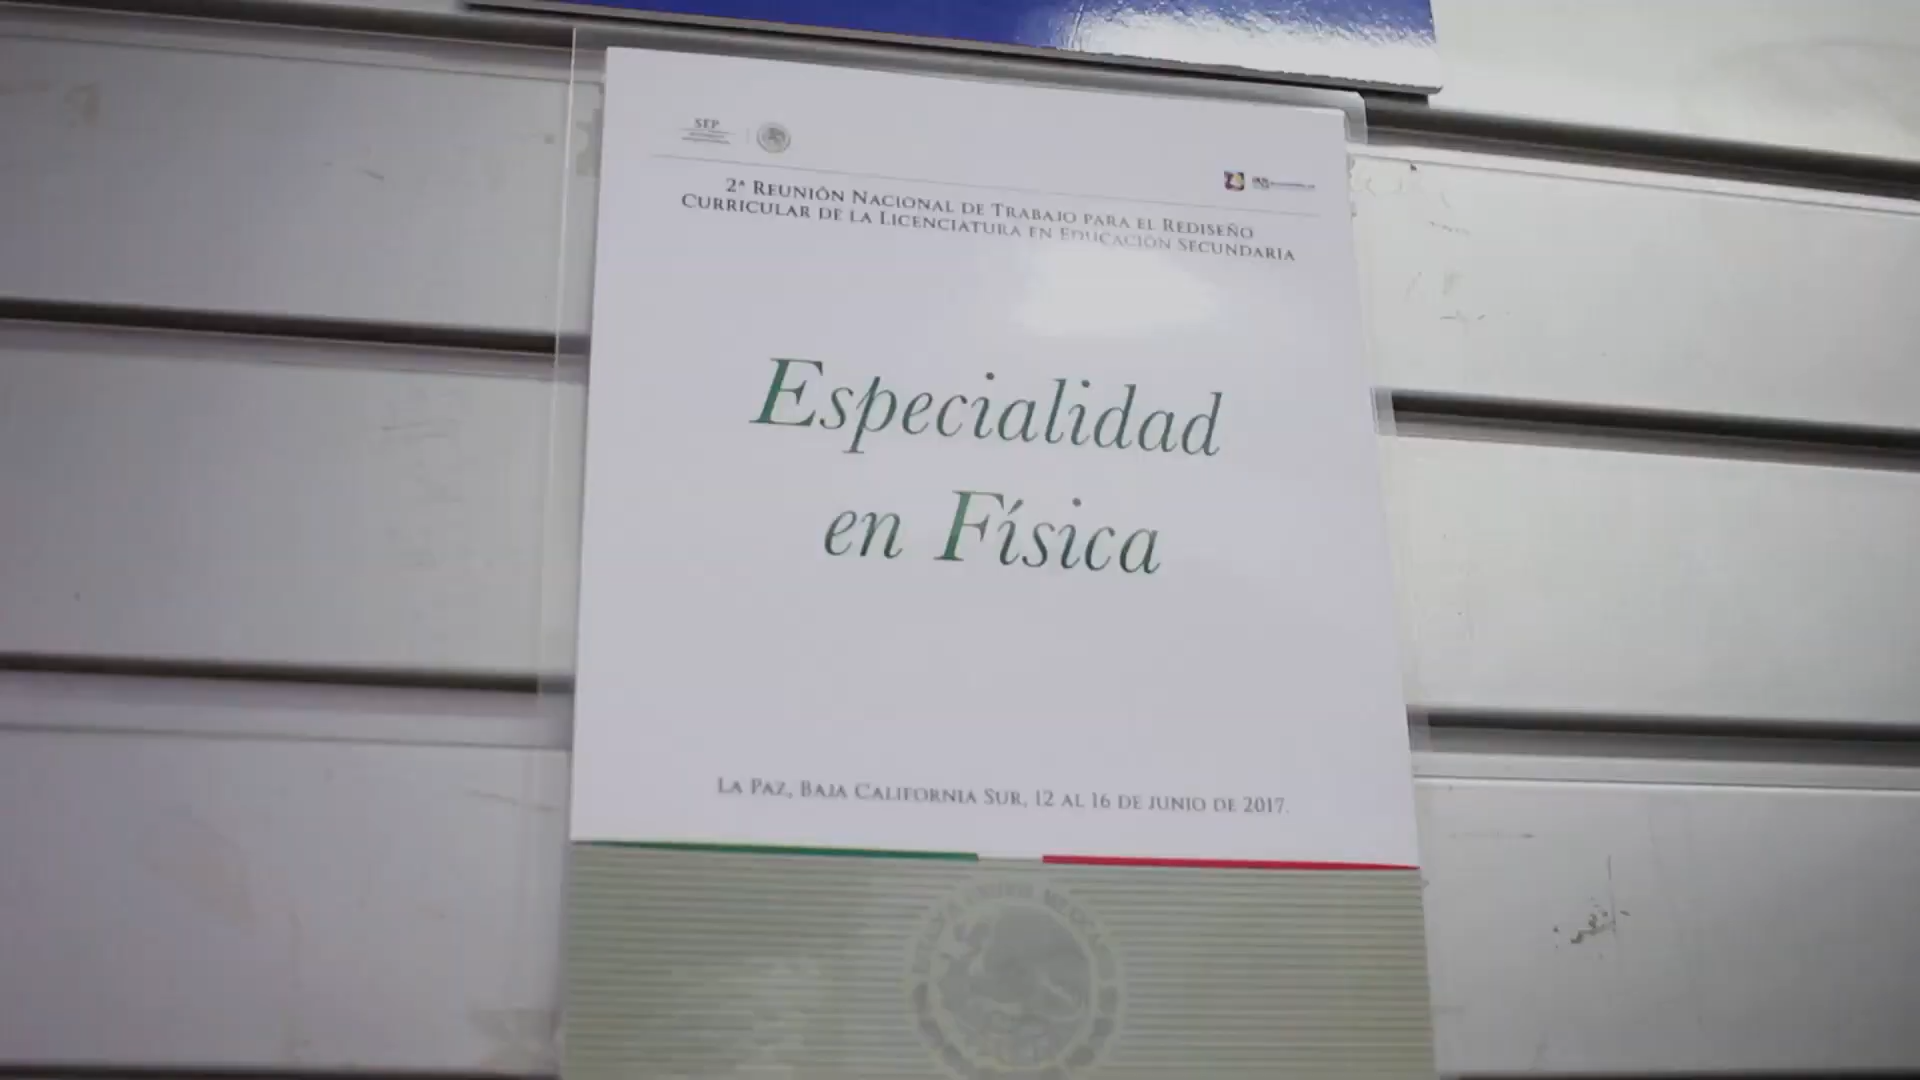 SEP
2ª REUNIÓN NACIONAL DE TRABAJO PARA EL REDISEÑO
CURRICULAR DE LA LICENCIATURA EN EDUCACIÓN SECUNDARIA
Especialidad
en Física
LA PAZ, BAJA CALIFORNIA SUR, 12 AL 16 DE JUNIO DE 2017.